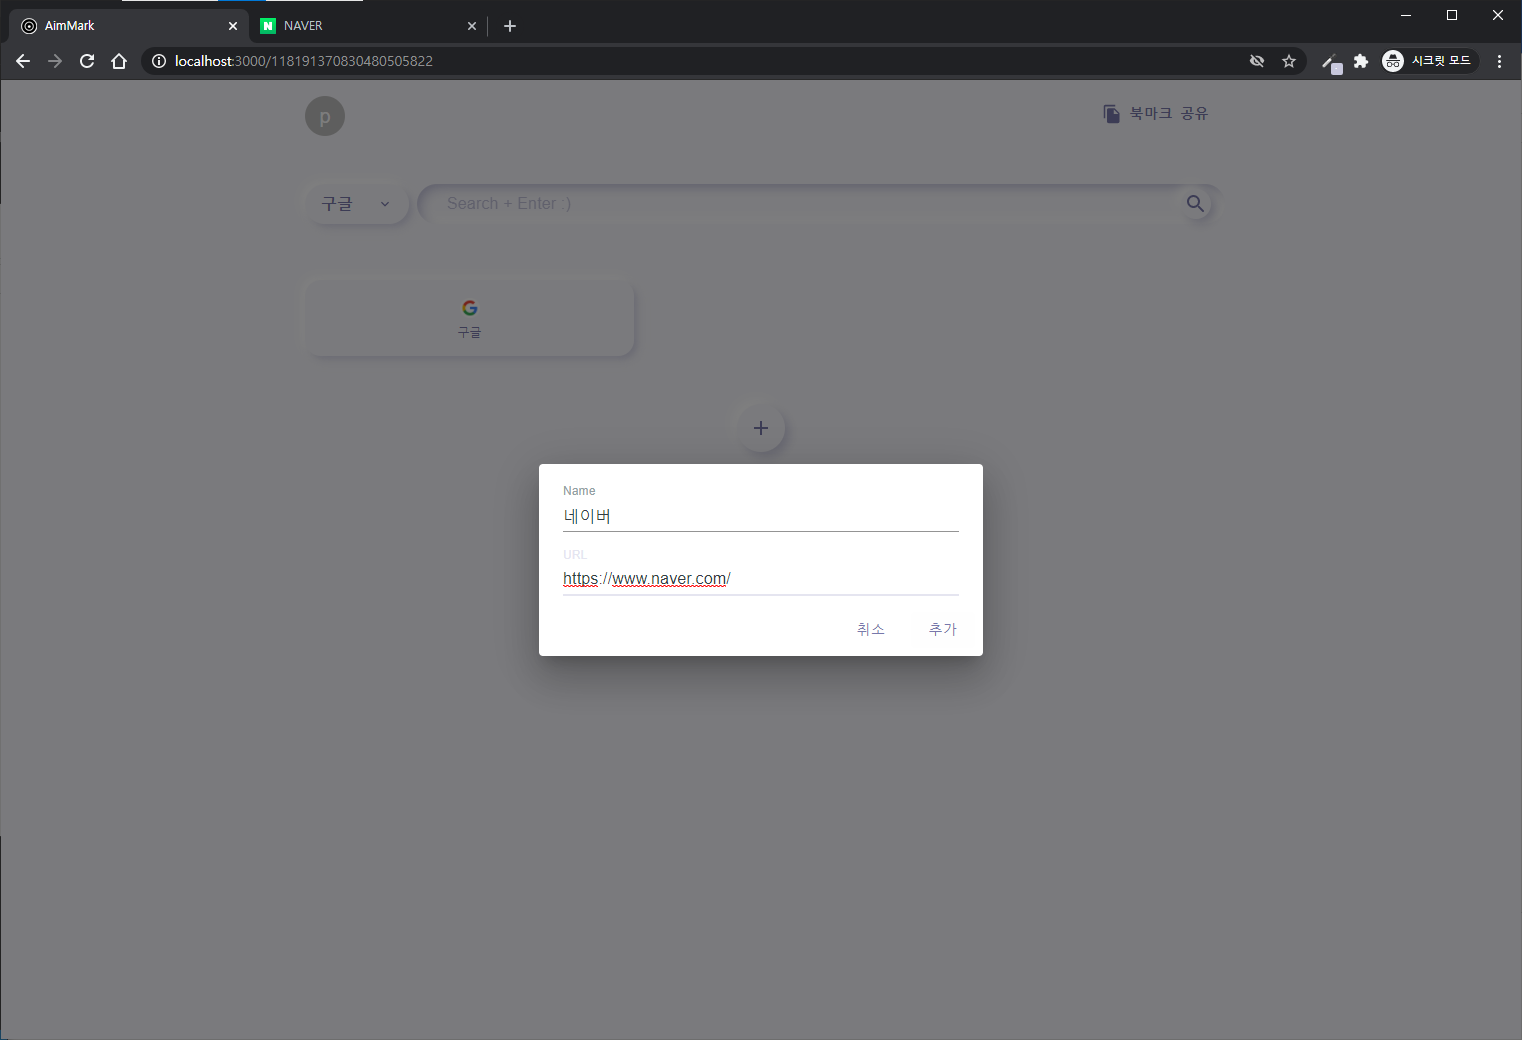 AimMark
NAVER
localhost:3000/118191370830480505822
시크릿 모드
p
북마크 공유
구글
Search + Enter :)
구글
Name
네이버
URL
https://www.naver.com/
취소
추가